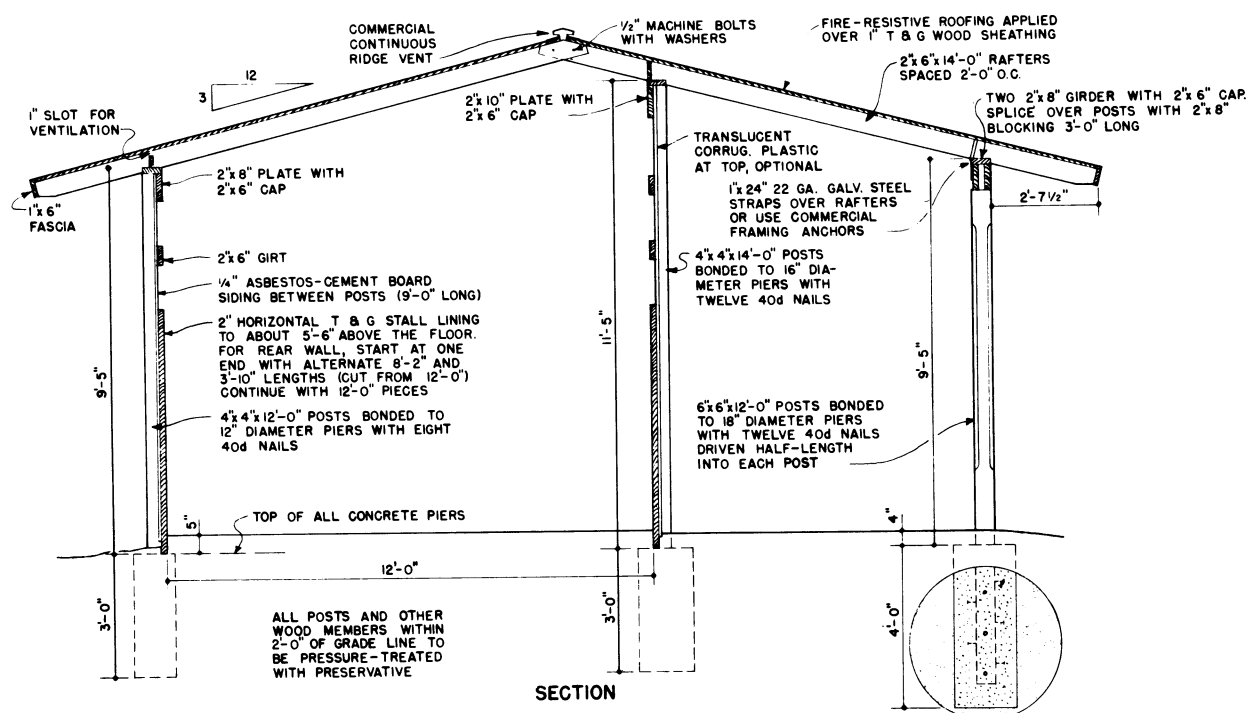 COMMERCIAL
CONTINUOUS
RIDGE VENT
1/2" MACHINE BOLTS
WITH WASHERS
FIRE-RESISTIVE ROOFING APPLIED
OVER 1" T & G WOOD SHEATHING
2"x 6"x 14'-0" RAFTERS
SPACED 2'-0" O.C.
12
3
1" SLOT FOR
VENTILATION
2"x 10" PLATE WITH
2"x 6" CAP
TWO 2"x 8" GIRDER WITH 2"x 6" CAP.
SPLICE OVER POSTS WITH 2"x 8"
BLOCKING 3'-0" LONG
TRANSLUCENT
CORRUG. PLASTIC
AT TOP, OPTIONAL
2"x 8" PLATE WITH
2"x 6" CAP
1"x 6"
FASCIA
1"x 24" 22 GA. GALV. STEEL
STRAPS OVER RAFTERS
OR USE COMMERCIAL
FRAMING ANCHORS
2'-7 1/2"
2"x 6" GIRT
4"x 4"x 14'-0" POSTS
BONDED TO 16" DIA-
METER PIERS WITH
TWELVE 40d NAILS
1/4" ASBESTOS-CEMENT BOARD
SIDING BETWEEN POSTS (9'-0" LONG)
2" HORIZONTAL T & G STALL LINING
TO ABOUT 5'-6" ABOVE THE FLOOR.
FOR REAR WALL, START AT ONE
END WITH ALTERNATE 8'-2" AND
3'-10" LENGTHS (CUT FROM 12'-0")
CONTINUE WITH 12'-0" PIECES
9'-5"
11'-5"
9'-5"
4"x 4"x 12'-0" POSTS BONDED TO
12" DIAMETER PIERS WITH EIGHT
40d NAILS
6"x 6"x 12'-0" POSTS BONDED
TO 18" DIAMETER PIERS
WITH TWELVE 40d NAILS
DRIVEN HALF-LENGTH
INTO EACH POST
5"
TOP OF ALL CONCRETE PIERS
4"
12'-0"
3'-0"
3'-0"
4'-0"
ALL POSTS AND OTHER
WOOD MEMBERS WITHIN
2'-0" OF GRADE LINE TO
BE PRESSURE-TREATED
WITH PRESERVATIVE
SECTION